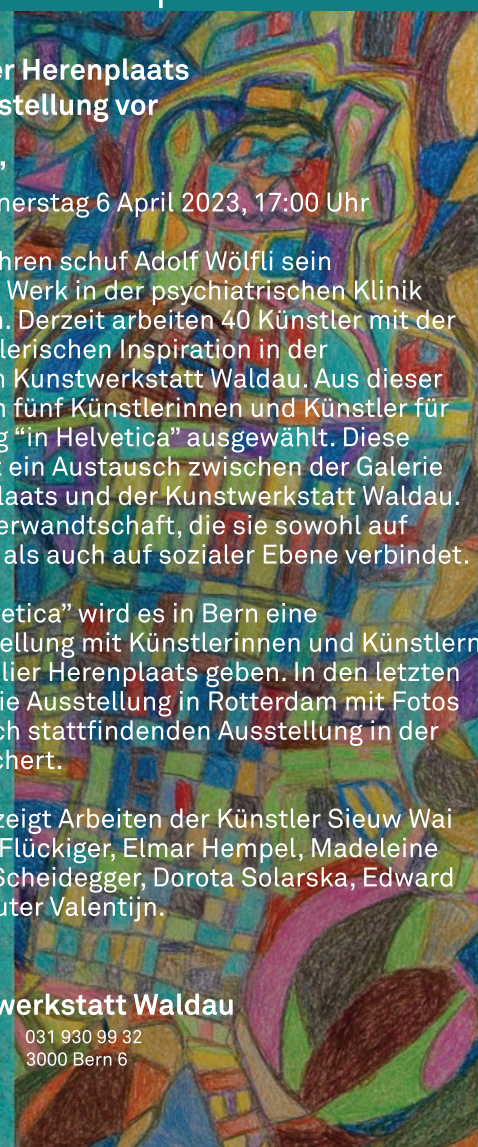 er Herenplaats
stellung vor
,
nerstag 6 April 2023, 17:00 Uhr
hren schuf Adolf Wölfli sein
Werk in der psychiatrischen Klinik
n. Derzeit arbeiten 40 Künstler mit der
lerischen Inspiration in der
n Kunstwerkstatt Waldau. Aus dieser
n fünf Künstlerinnen und Künstler für
g “in Helvetica” ausgewählt. Diese
t ein Austausch zwischen der Galerie
laats und der Kunstwerkstatt Waldau.
erwandtschaft, die sie sowohl auf
als auch auf sozialer Ebene verbindet.
vetica” wird es in Bern eine
ellung mit Künstlerinnen und Künstlern
lier Herenplaats geben. In den letzten
ie Ausstellung in Rotterdam mit Fotos
ch stattfindenden Ausstellung in der
chert.
zeigt Arbeiten der Künstler Sieuw Wai
Flückiger, Elmar Hempel, Madeleine
Scheidegger, Dorota Solarska, Edward
uter Valentijn.
werkstatt Waldau
031 930 99 32
3000 Bern 6